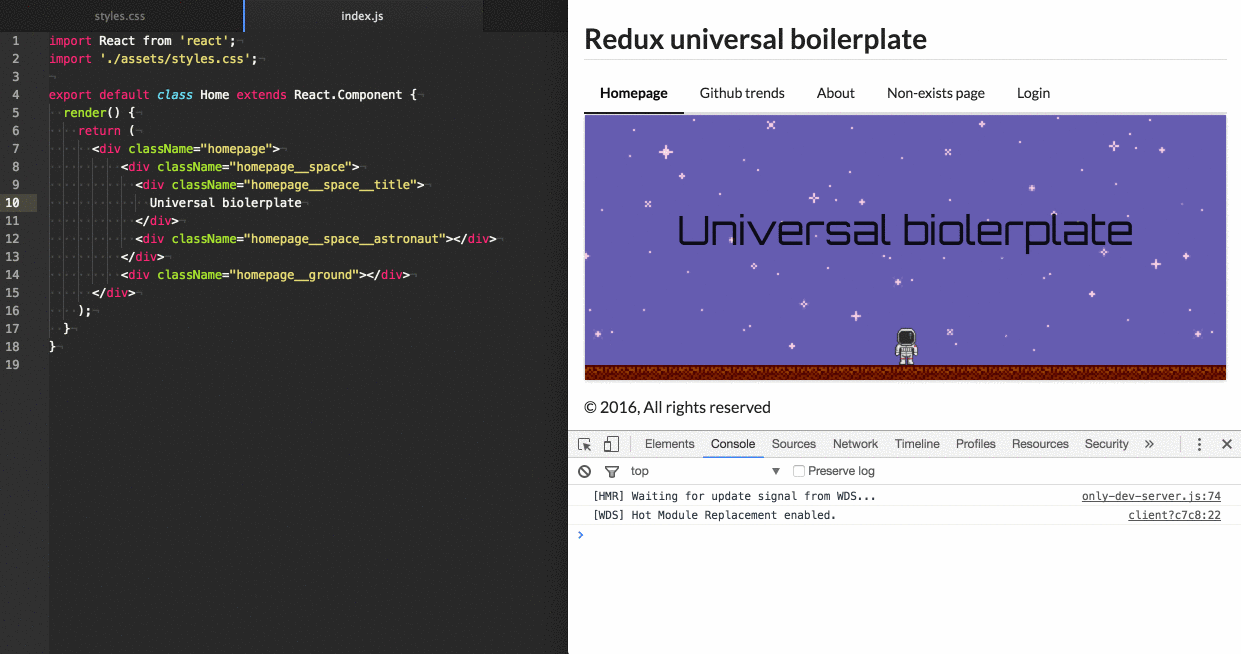 styles.css
index.js
1 import React from 'react';
2 import './assets/styles.css';
3
4 export default class Home extends React.Component {
5 render() {
6 return (
7 <div className="homepage">
8 <div className="homepage__space">
9 <div className="homepage__space__title">
10 Universal biolerplate
11 </div>
12 <div className="homepage__space__astronaut"></div>
13 </div>
14 <div className="homepage__ground"></div>
15 </div>
16 );
17 }
18 }
19
Redux universal boilerplate
Homepage Github trends About Non-exists page Login
Universal biolerplate
© 2016, All rights reserved
Elements Console Sources Network Timeline Profiles Resources Security »
top ▼ Preserve log
[HMR] Waiting for update signal from WDS... only-dev-server.js:74
[WDS] Hot Module Replacement enabled. client?c7c8:22
>